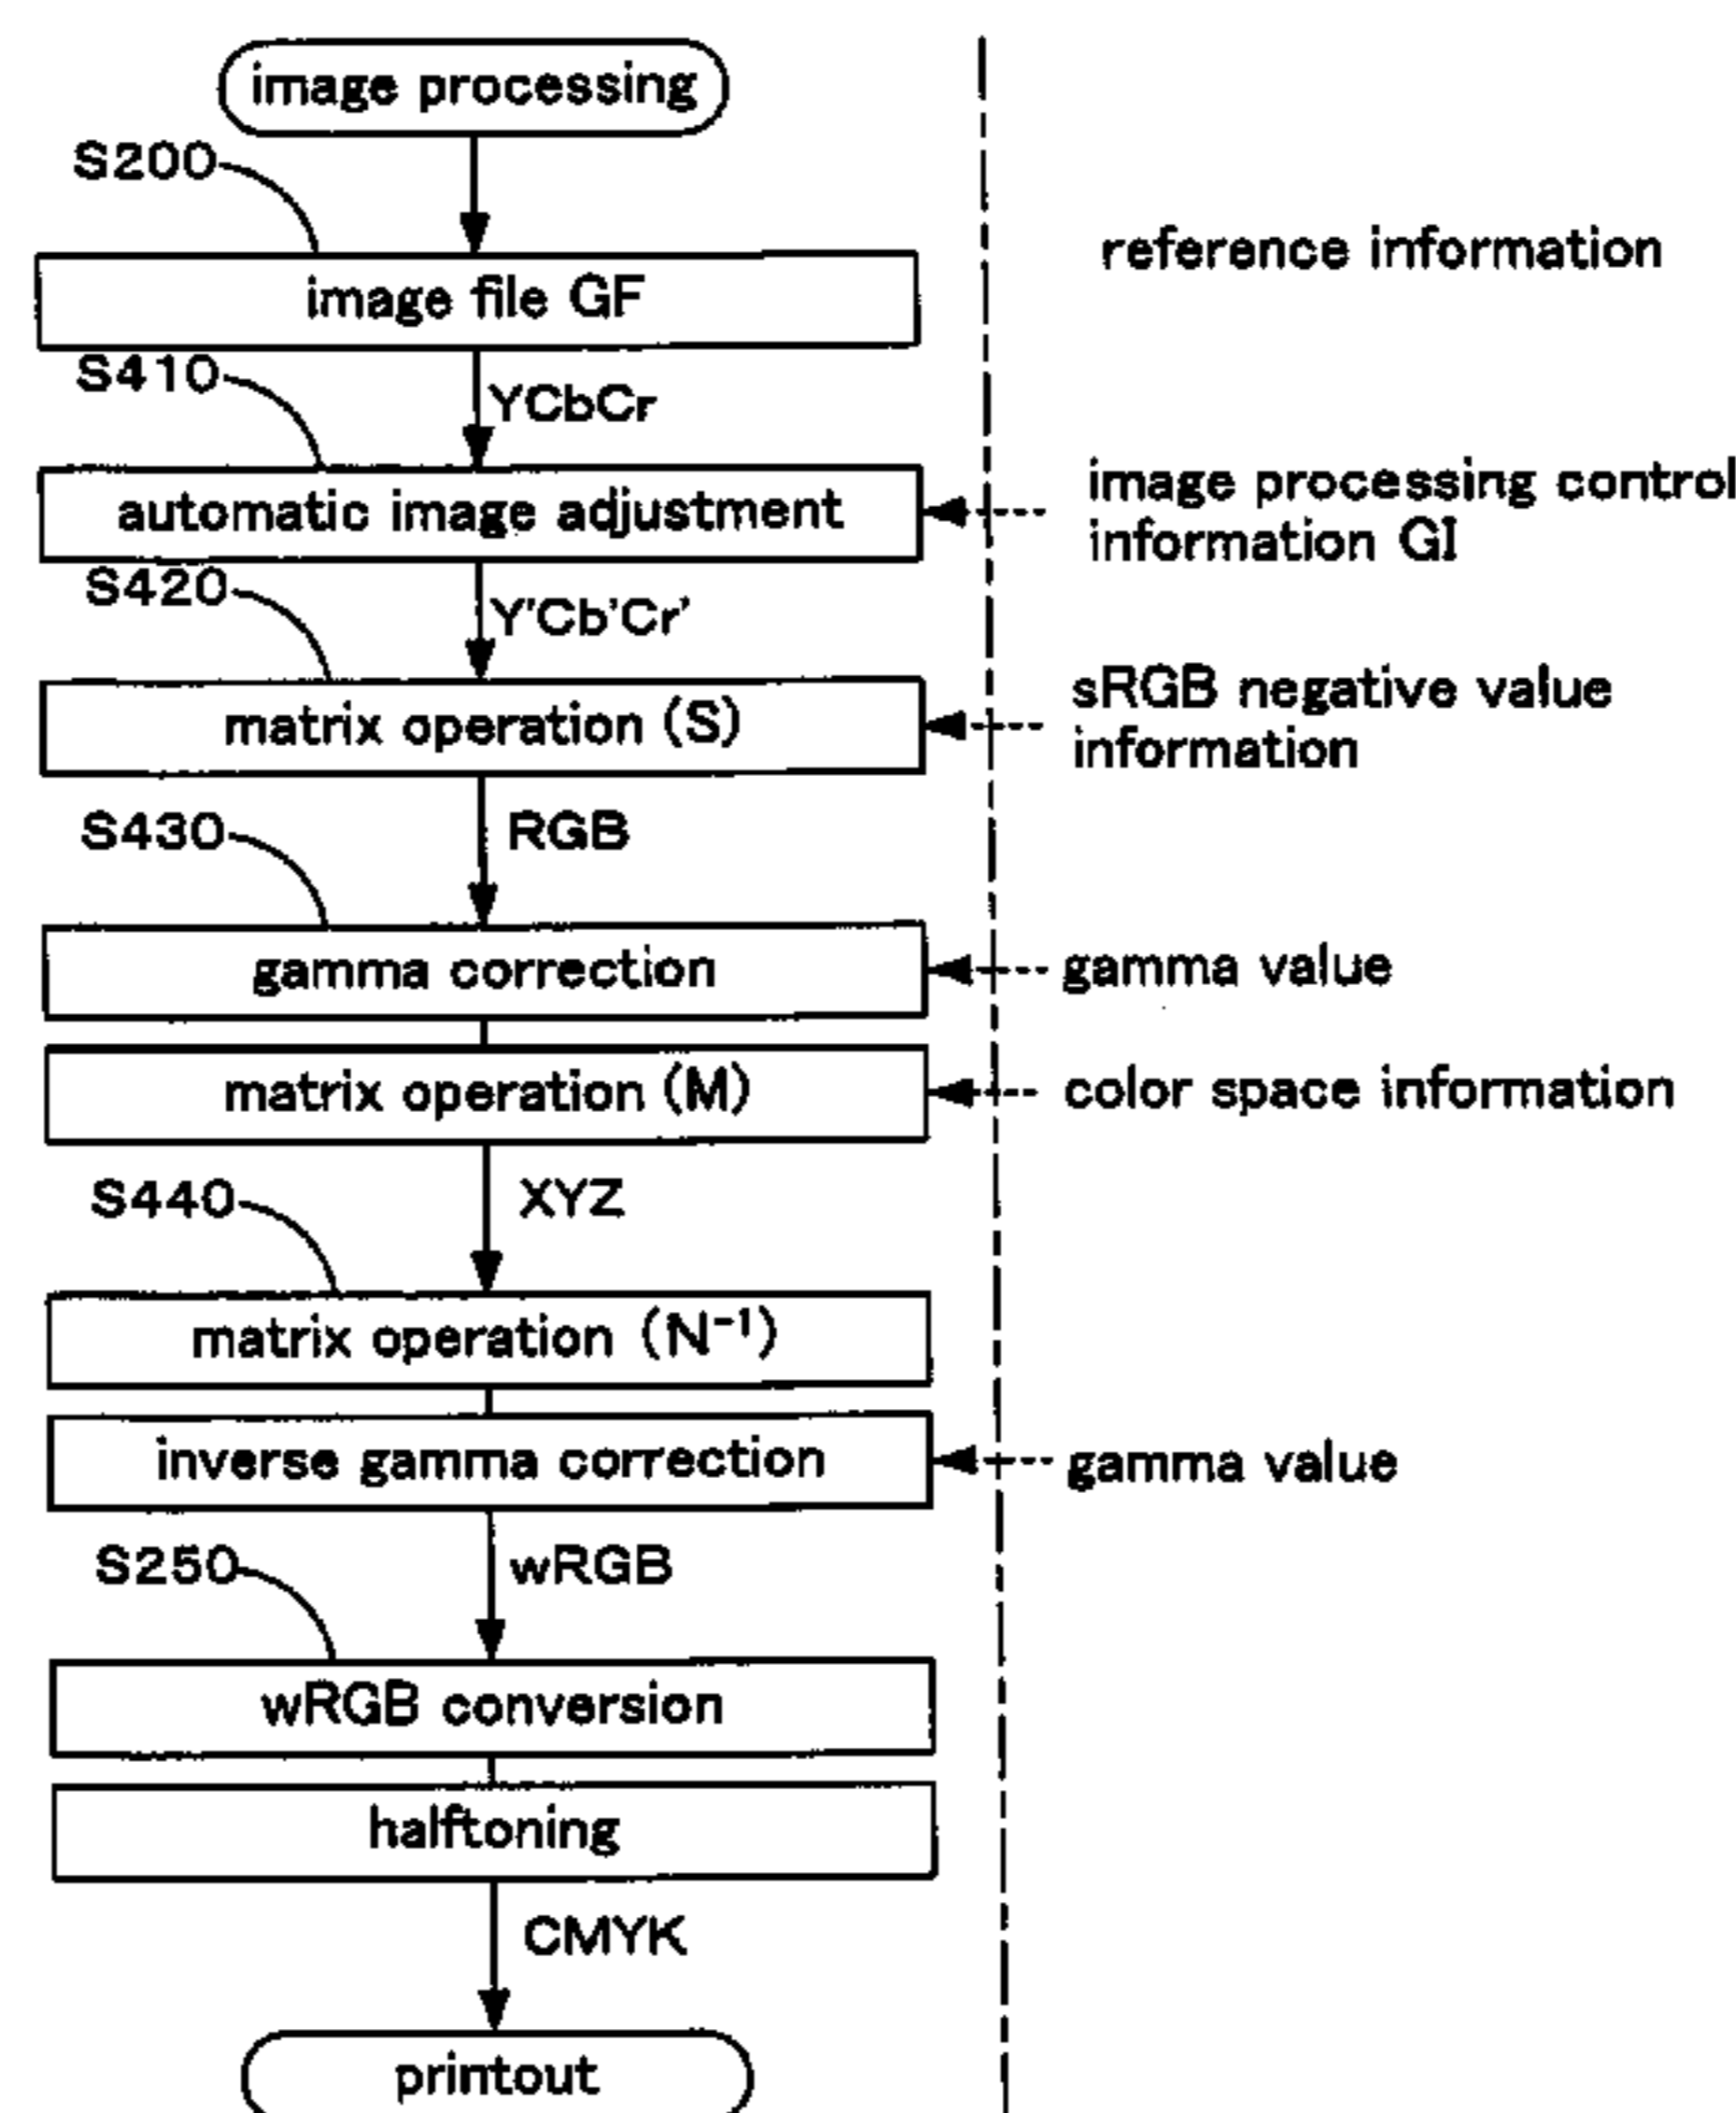 image processing
S200
reference information
image file GF
S410
YCbCr
automatic image adjustment
image processing control
information GI
S420
Y'Cb'Cr'
matrix operation (S)
sRGB negative value
information
S430
RGB
gamma correction
gamma value
matrix operation (M)
color space information
S440
XYZ
matrix operation (N⁻¹)
inverse gamma correction
gamma value
S250
wRGB
wRGB conversion
halftoning
CMYK
printout